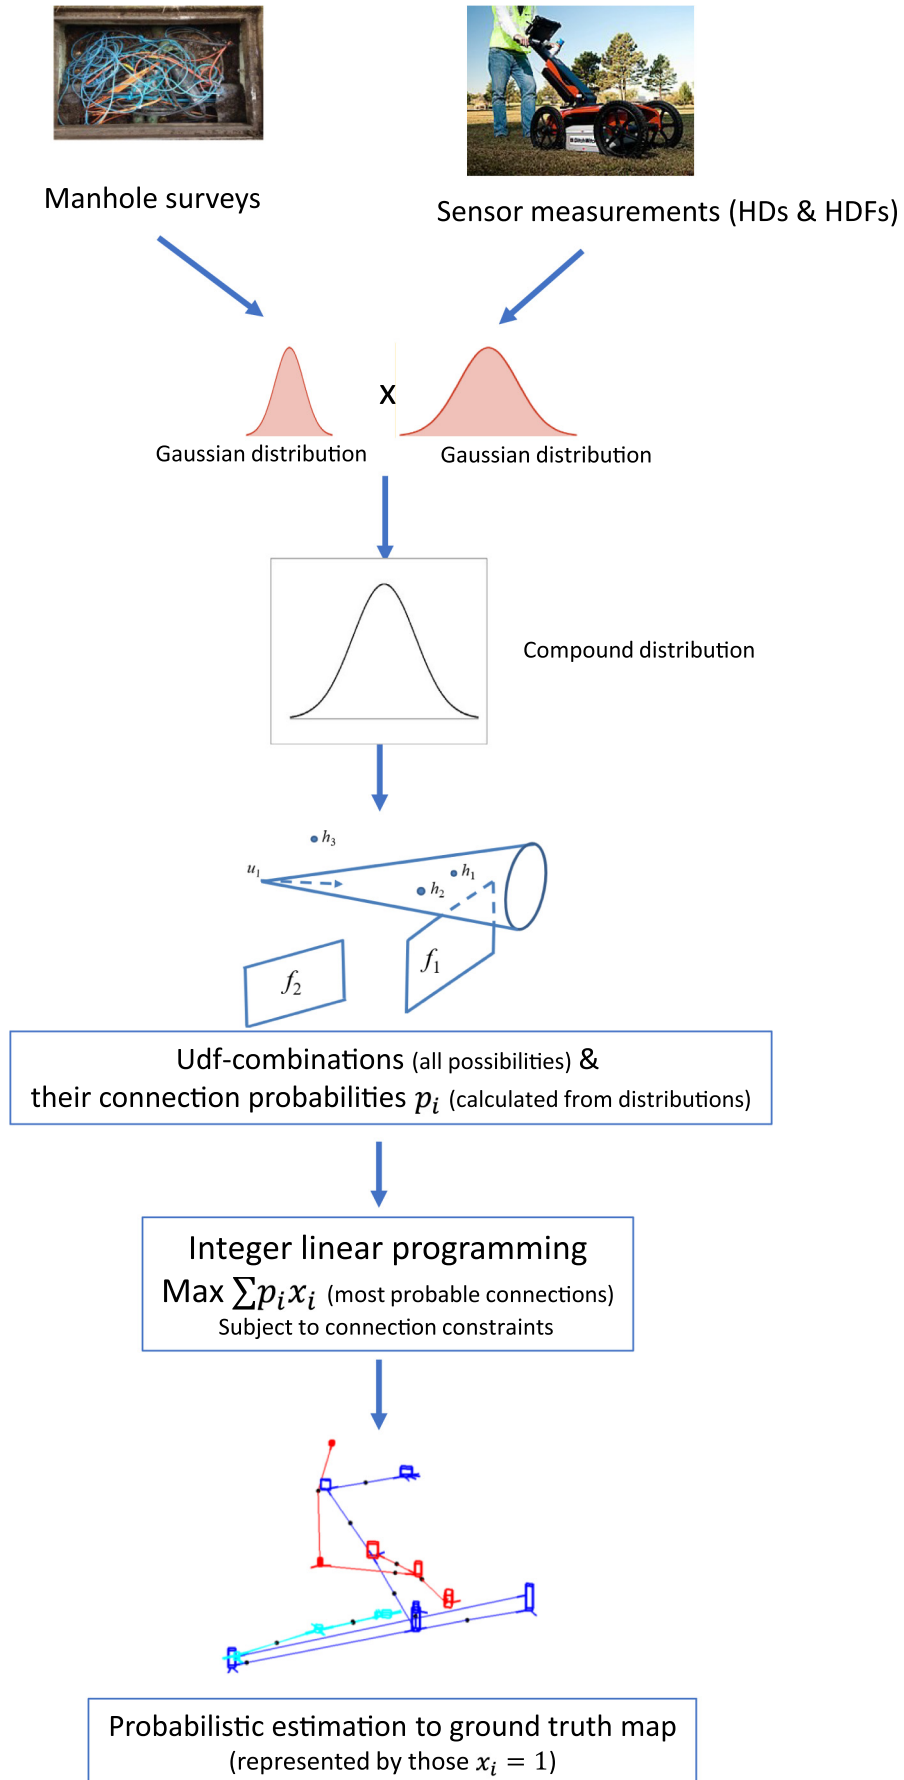 Manhole surveys
Sensor measurements (HDs & HDFs)
x
Gaussian distribution
Gaussian distribution
Compound distribution
h₃
u₁
h₁
h₂
f₁
f₂
Udf-combinations (all possibilities) &
their connection probabilities pᵢ (calculated from distributions)
Integer linear programming
Max ∑pᵢxᵢ (most probable connections)
Subject to connection constraints
Probabilistic estimation to ground truth map
(represented by those xᵢ = 1)